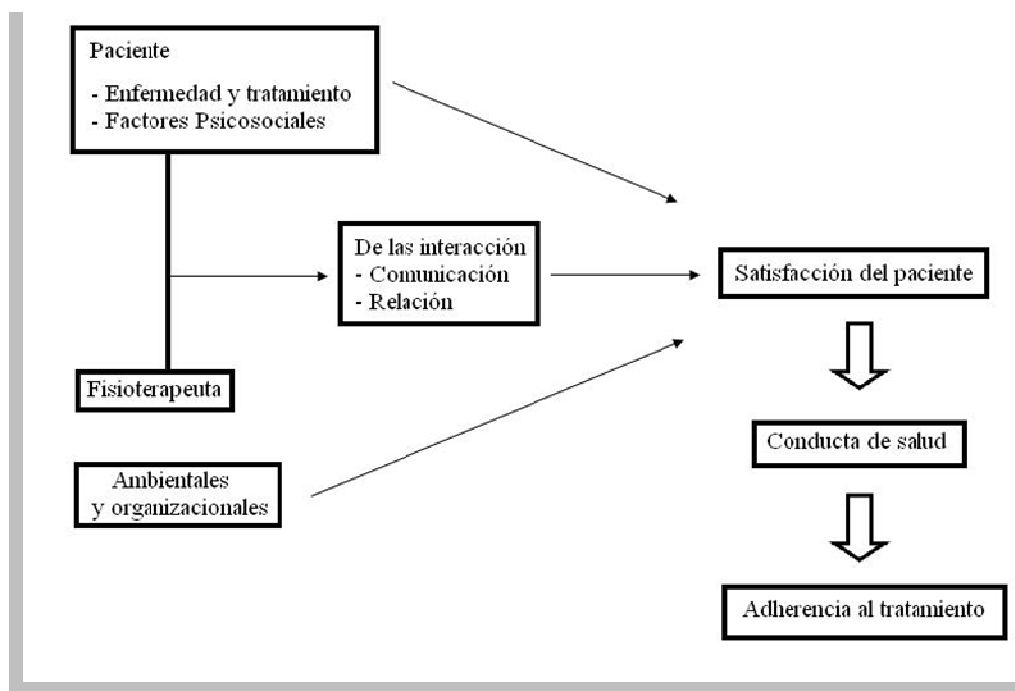 Paciente
- Enfermedad y tratamiento
- Factores Psicosociales
De las interacción
- Comunicación
- Relación
Satisfacción del paciente
Fisioterapeuta
Conducta de salud
Ambientales
y organizacionales
Adherencia al tratamiento